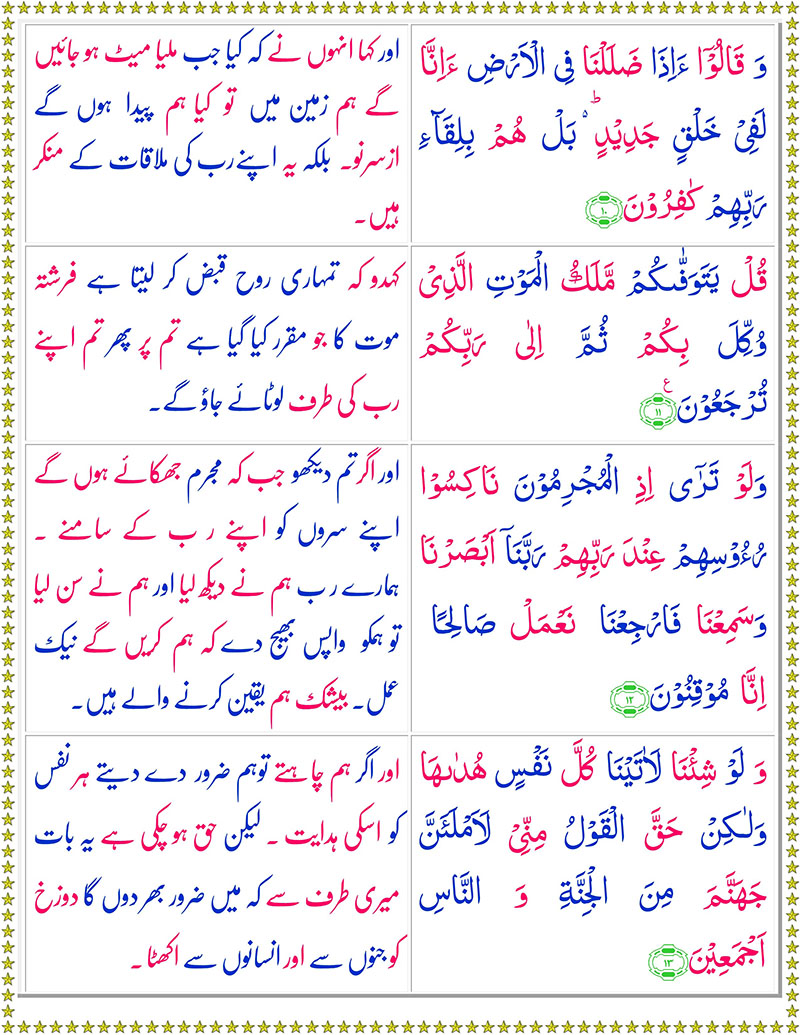 وَ قَالُوْۤا ءَاِذَا ضَلَلْنَا فِی الْاَرْضِ ءَاِنَّا
لَفِیْ خَلْقٍ جَدِیْدٍ ؕ۬ بَلْ هُمْ بِلِقَآءِ
رَبِّهِمْ كٰفِرُوْنَ ۱۰
اور کہا انہوں نے کہ کیا جب ملیا میٹ ہو جائیں
گے ہم زمین میں تو کیا ہم پیدا ہوں گے
ازسرنو۔ بلکہ یہ اپنے رب کی ملاقات کے منکر
ہیں۔
قُلْ یَتَوَفّٰىكُمْ مَّلَكُ الْمَوْتِ الَّذِیْ
وُكِّلَ بِكُمْ ثُمَّ اِلٰى رَبِّكُمْ
تُرْجَعُوْنَ ۱۱ ع
کہدو کہ تمہاری روح قبض کر لیتا ہے فرشتہ
موت کا جو مقرر کیا گیا ہے تم پر پھر تم اپنے
رب کی طرف لوٹائے جاؤ گے۔
وَلَوْ تَرٰۤى اِذِ الْمُجْرِمُوْنَ نَاكِسُوْا
رُءُوْسِهِمْ عِنْدَ رَبِّهِمْ رَبَّنَاۤ اَبْصَرْنَا
وَسَمِعْنَا فَارْجِعْنَا نَعْمَلْ صَالِحًا
اِنَّا مُوْقِنُوْنَ ۱۲
اور اگر تم دیکھو جب کہ مجرم جھکائے ہوں گے
اپنے سروں کو اپنے ر ب کے سامنے ۔
ہمارے رب ہم نے دیکھ لیا اور ہم نے سن لیا
تو ہمکو واپس بھیج دے کہ ہم کریں گے نیک
عمل۔ بیشک ہم یقین کرنے والے ہیں۔
وَ لَوْ شِئْنَا لَاٰتَیْنَا كُلَّ نَفْسٍ هُدٰىهَا
وَلٰكِنْ حَقَّ الْقَوْلُ مِنِّیْ لَاَمْلَئَنَّ
جَهَنَّمَ مِنَ الْجِنَّةِ وَ النَّاسِ
اَجْمَعِیْنَ ۱۳
اور اگر ہم چاہتے تو ہم ضرور دے دیتے ہر نفس
کو اسکی ہدایت ۔ لیکن حق ہو چکی ہے یہ بات
میری طرف سے کہ میں ضرور بھر دوں گا دوزخ
کو جنوں سے اور انسانوں سے اکھٹا ۔